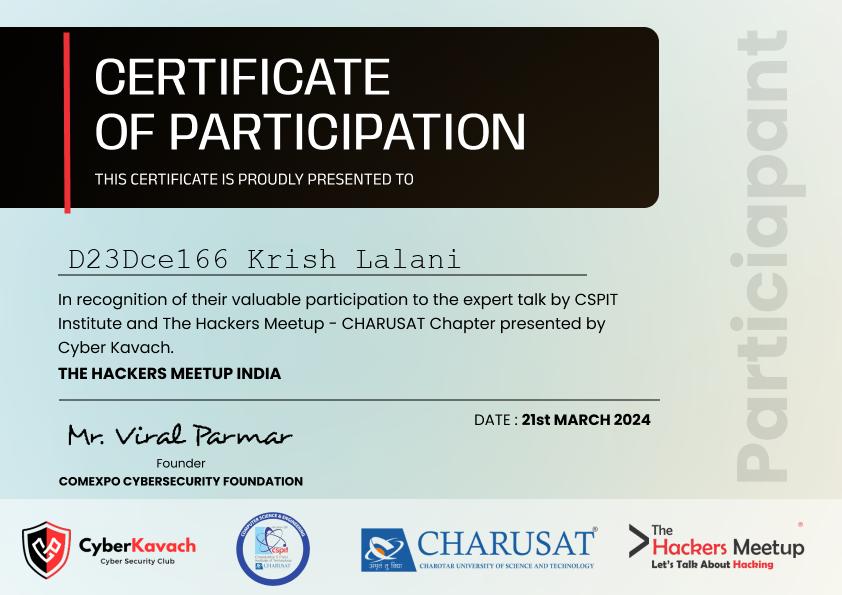 CERTIFICATE
OF PARTICIPATION
THIS CERTIFICATE IS PROUDLY PRESENTED TO
D23Dce166 Krish Lalani
In recognition of their valuable participation to the expert talk by CSPIT
Institute and The Hackers Meetup - CHARUSAT Chapter presented by
Cyber Kavach.
THE HACKERS MEETUP INDIA
DATE : 21st MARCH 2024
Mr. Viral Parmar
Founder
COMEXPO CYBERSECURITY FOUNDATION
Particiapant
CyberKavach
Cyber Security Club
COMPUTER SCIENCE & ENGINEERING
cspit
CHARUSAT
CHARUSAT®
CHAROTAR UNIVERSITY OF SCIENCE AND TECHNOLOGY
अमृतं तु विद्या
The
Hackers Meetup ®
Let's Talk About Hacking